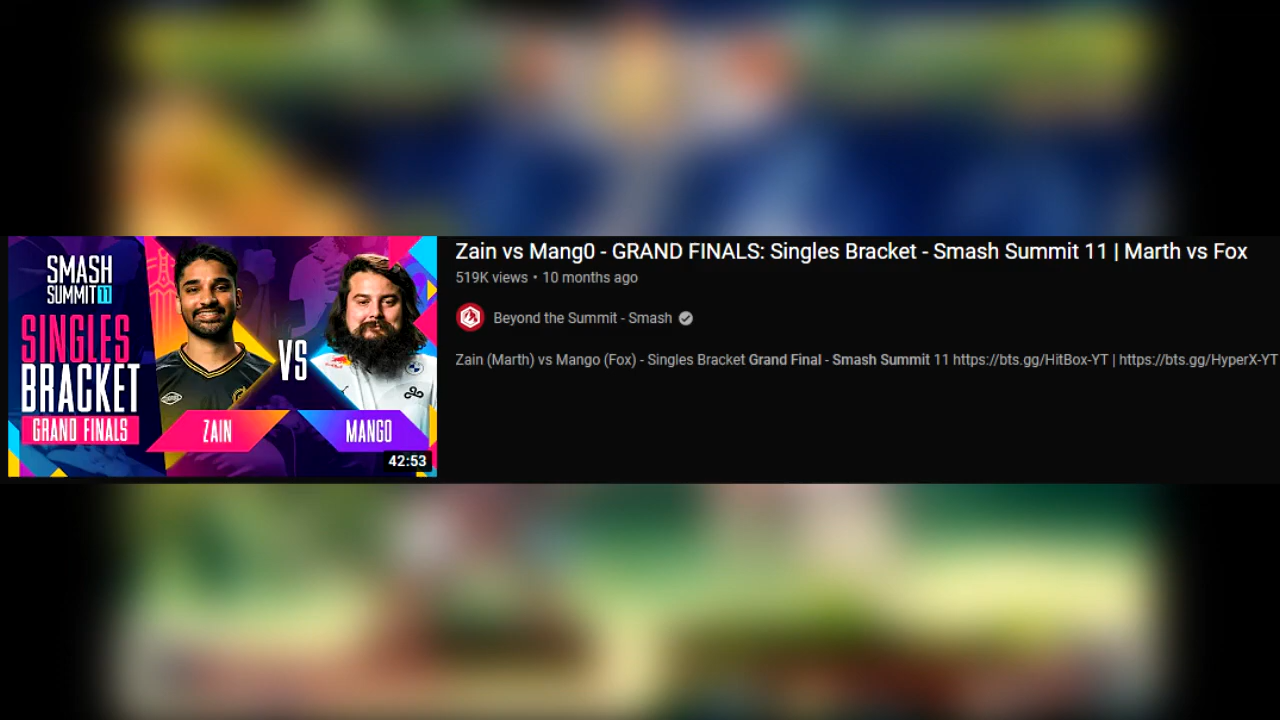 SMASH
SUMMIT 11
SINGLES
BRACKET
GRAND FINALS
VS
ZAIN
MANGO
42:53
Zain vs Mang0 - GRAND FINALS: Singles Bracket - Smash Summit 11 | Marth vs Fox
519K views • 10 months ago
Beyond the Summit - Smash
Zain (Marth) vs Mango (Fox) - Singles Bracket Grand Final - Smash Summit 11 https://bts.gg/HitBox-YT | https://bts.gg/HyperX-YT